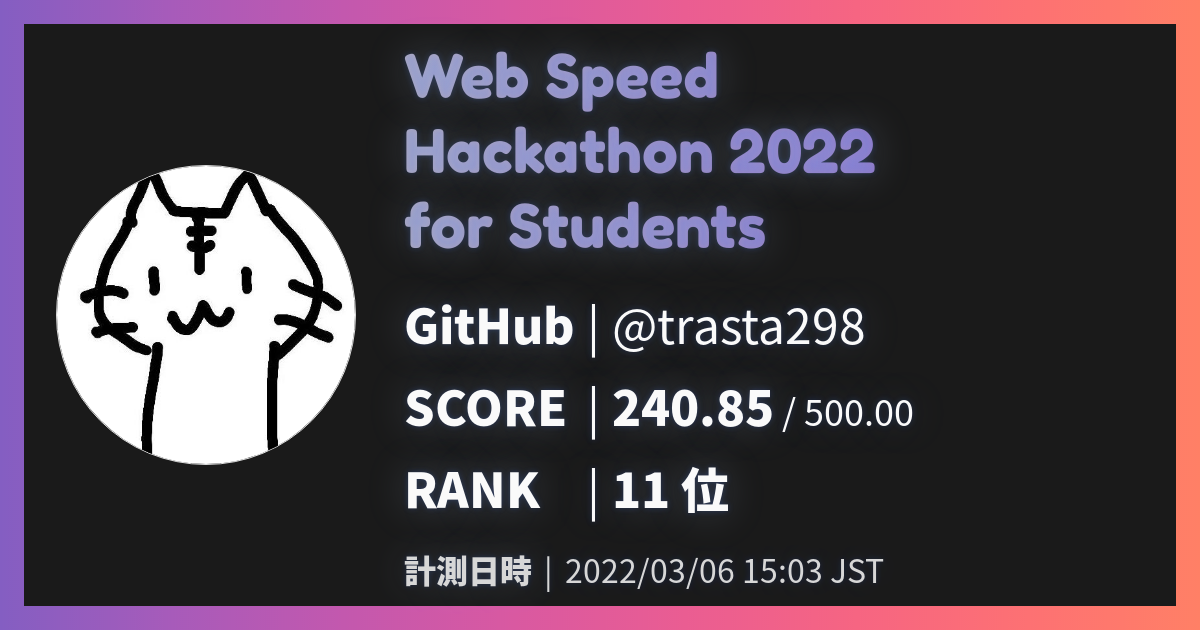 Web Speed
Hackathon 2022
for Students
GitHub | @trasta298
SCORE | 240.85 / 500.00
RANK | 11 位
計測日時 | 2022/03/06 15:03 JST